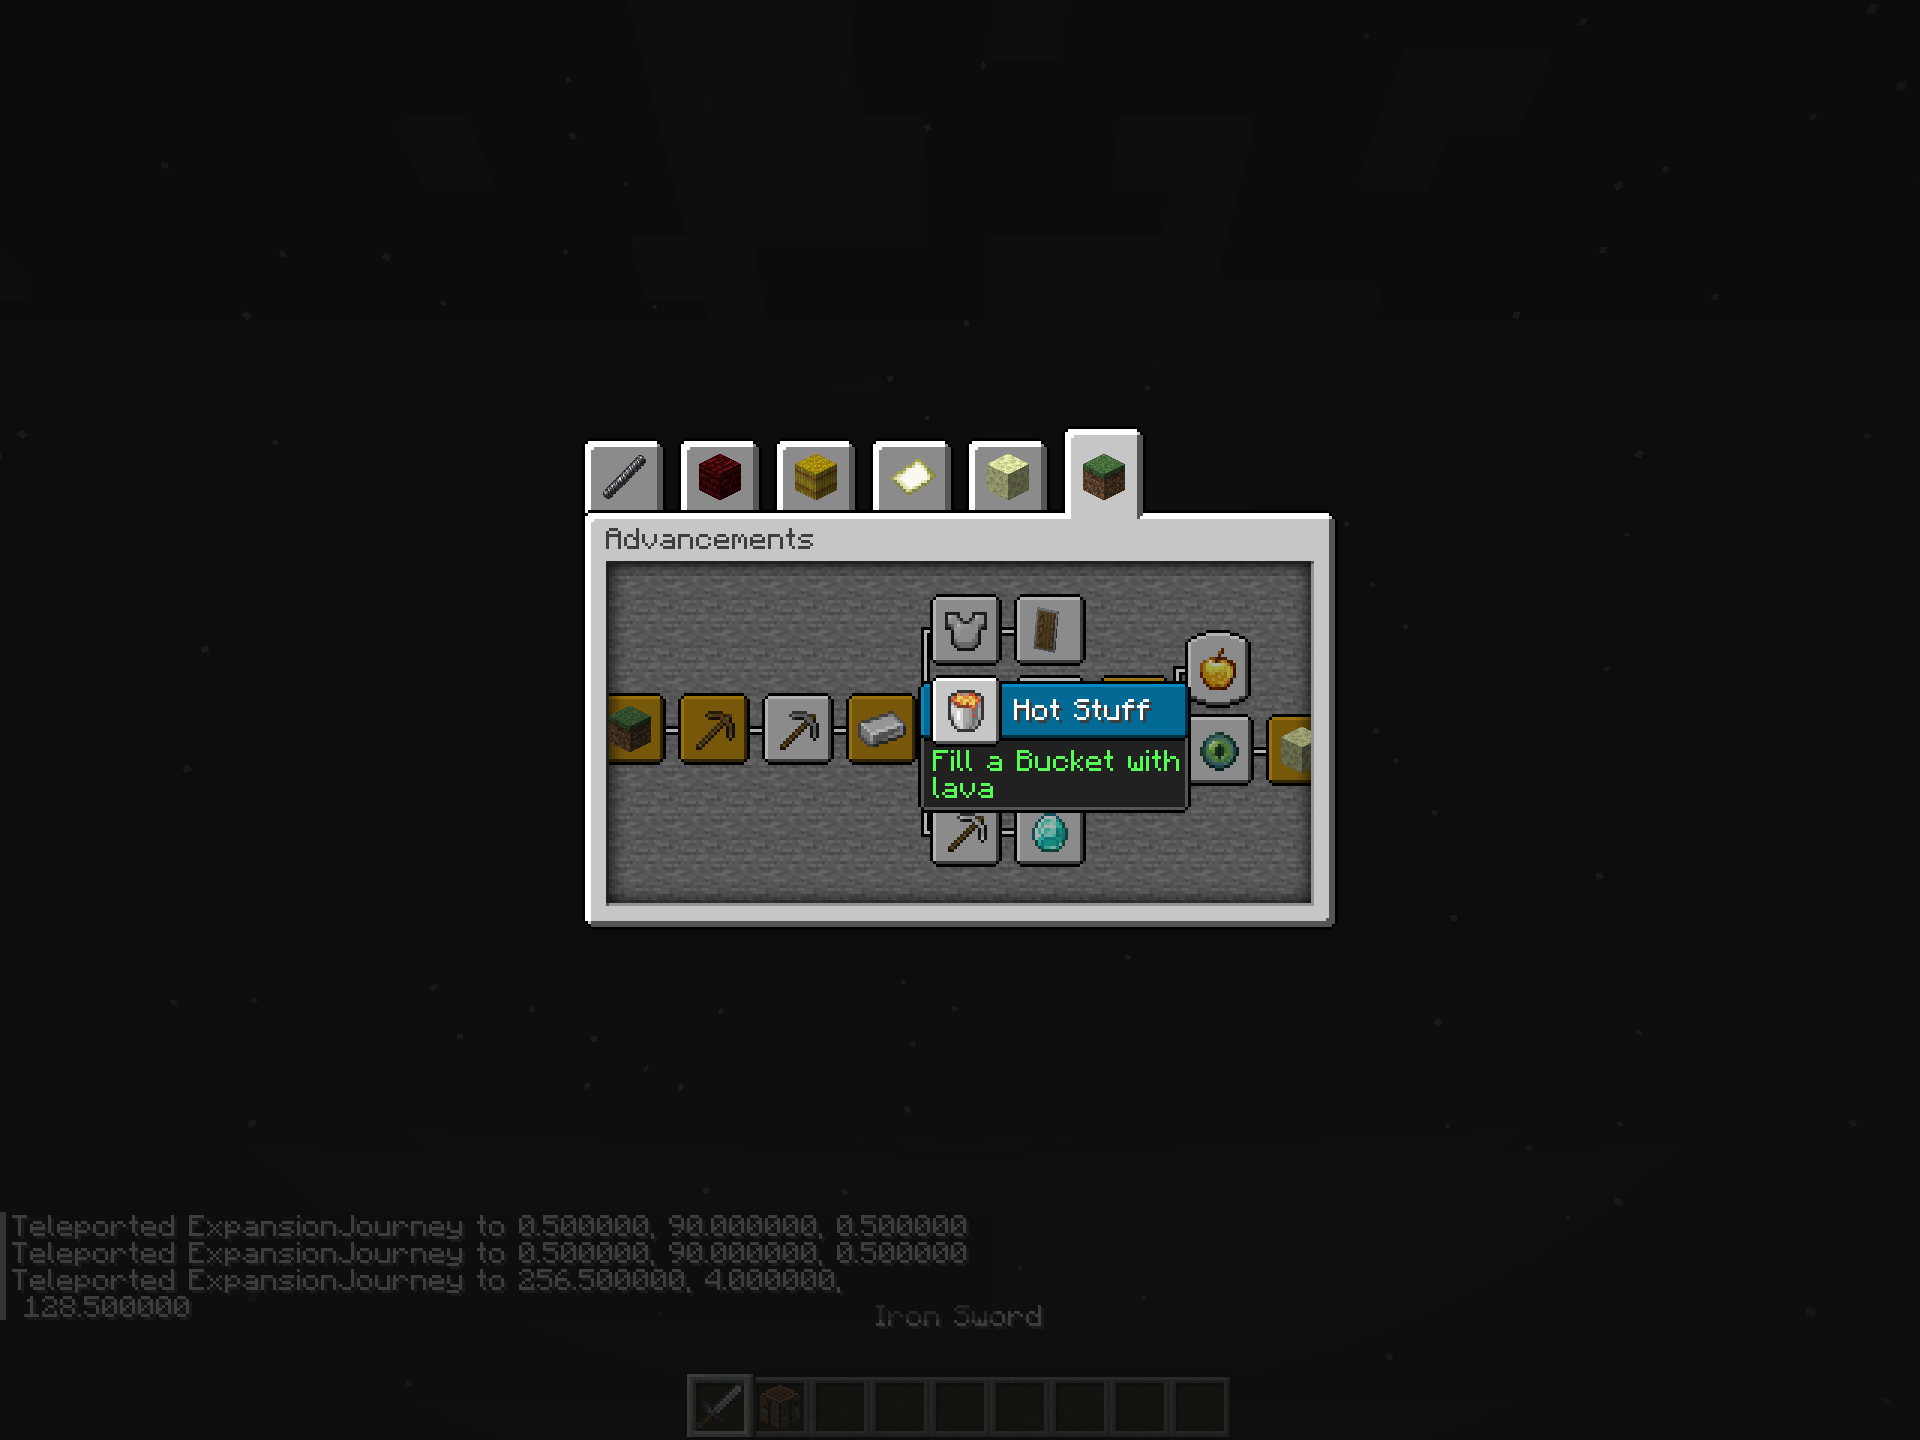 Advancements
Hot Stuff
Fill a Bucket with
lava
Teleported ExpansionJourney to 0.500000, 90.000000, 0.500000
Teleported ExpansionJourney to 0.500000, 90.000000, 0.500000
Teleported ExpansionJourney to 256.500000, 4.000000,
128.500000
Iron Sword